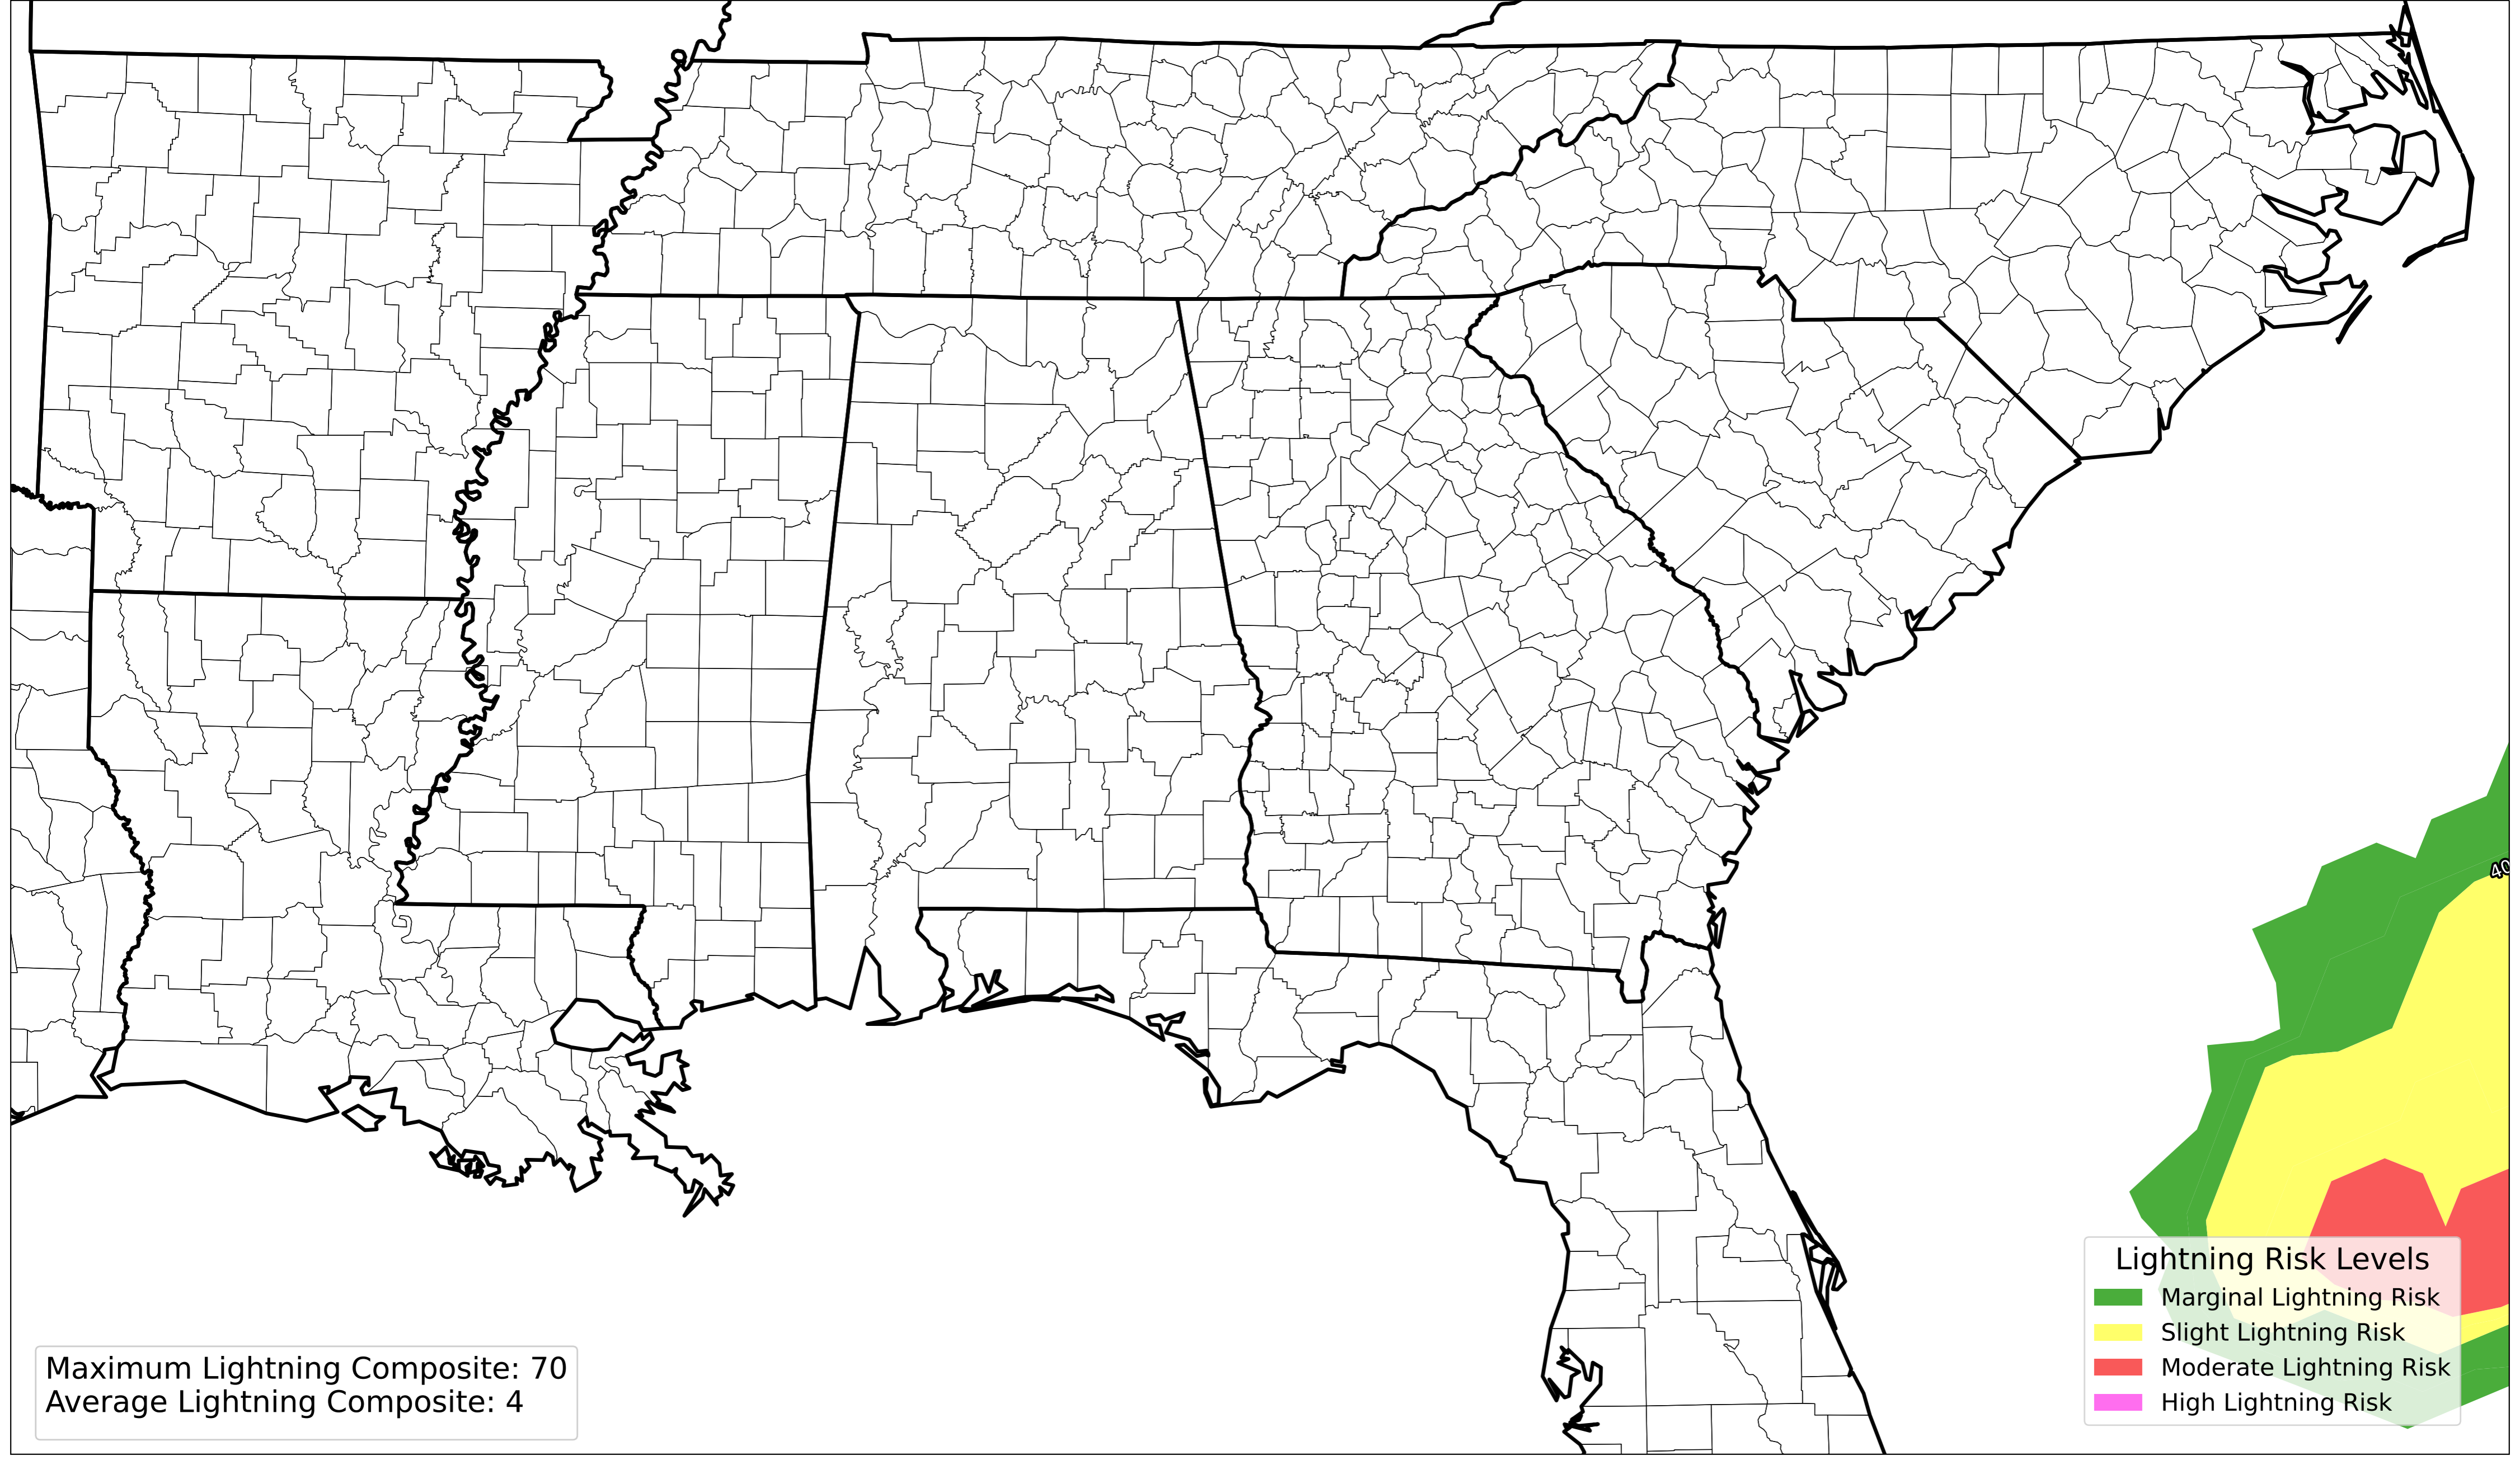 40
Lightning Risk Levels
Marginal Lightning Risk
Slight Lightning Risk
Moderate Lightning Risk
High Lightning Risk
Maximum Lightning Composite: 70
Average Lightning Composite: 4